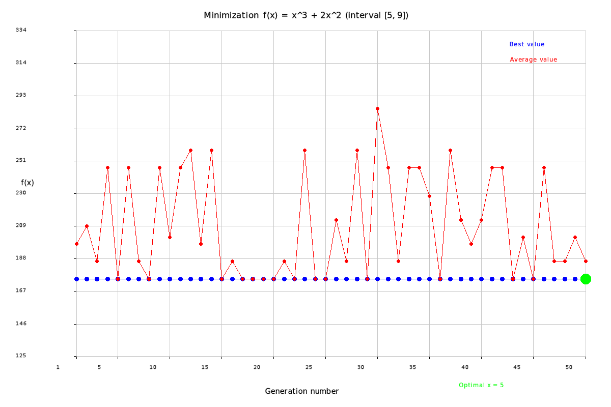 Minimization f(x) = x^3 + 2x^2 (interval [5, 9])
334
Best value
Average value
314
293
272
251
f(x)
230
209
188
167
146
125
1 5 10 15 20 25 30 35 40 45 50
Optimal x = 5
Generation number